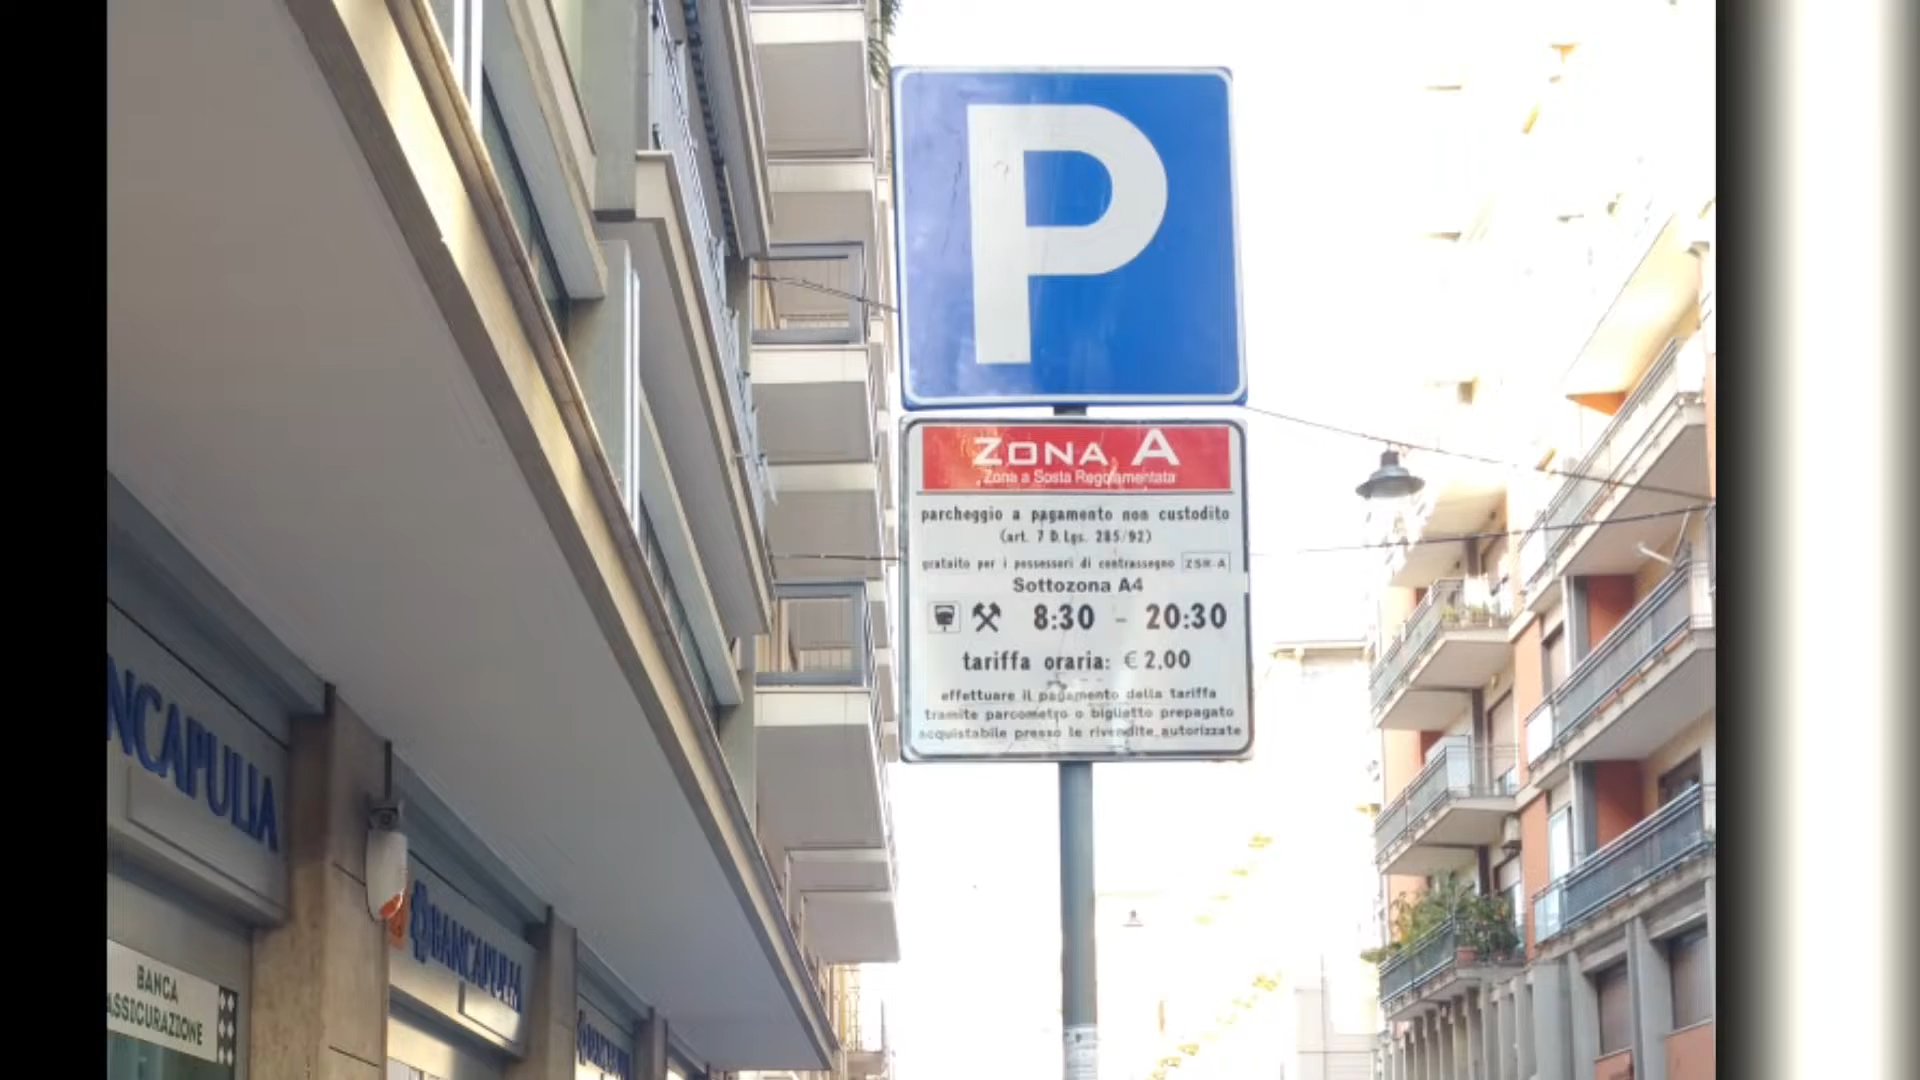 P
ZONA A
Zona a Sosta Regolamentata
parcheggio a pagamento non custodito
(art. 7 D.Lgs. 285/92)
gratuito per i possessori di contrassegno ZSR-A
Sottozona A4
8:30 - 20:30
tariffa oraria: € 2.00
effettuare il pagamento della tariffa
tramite parcometro o biglietto prepagato
acquistabile presso le rivendite autorizzate
NCAPULIA
BANCAPULIA
BANCA
ASSICURAZIONE